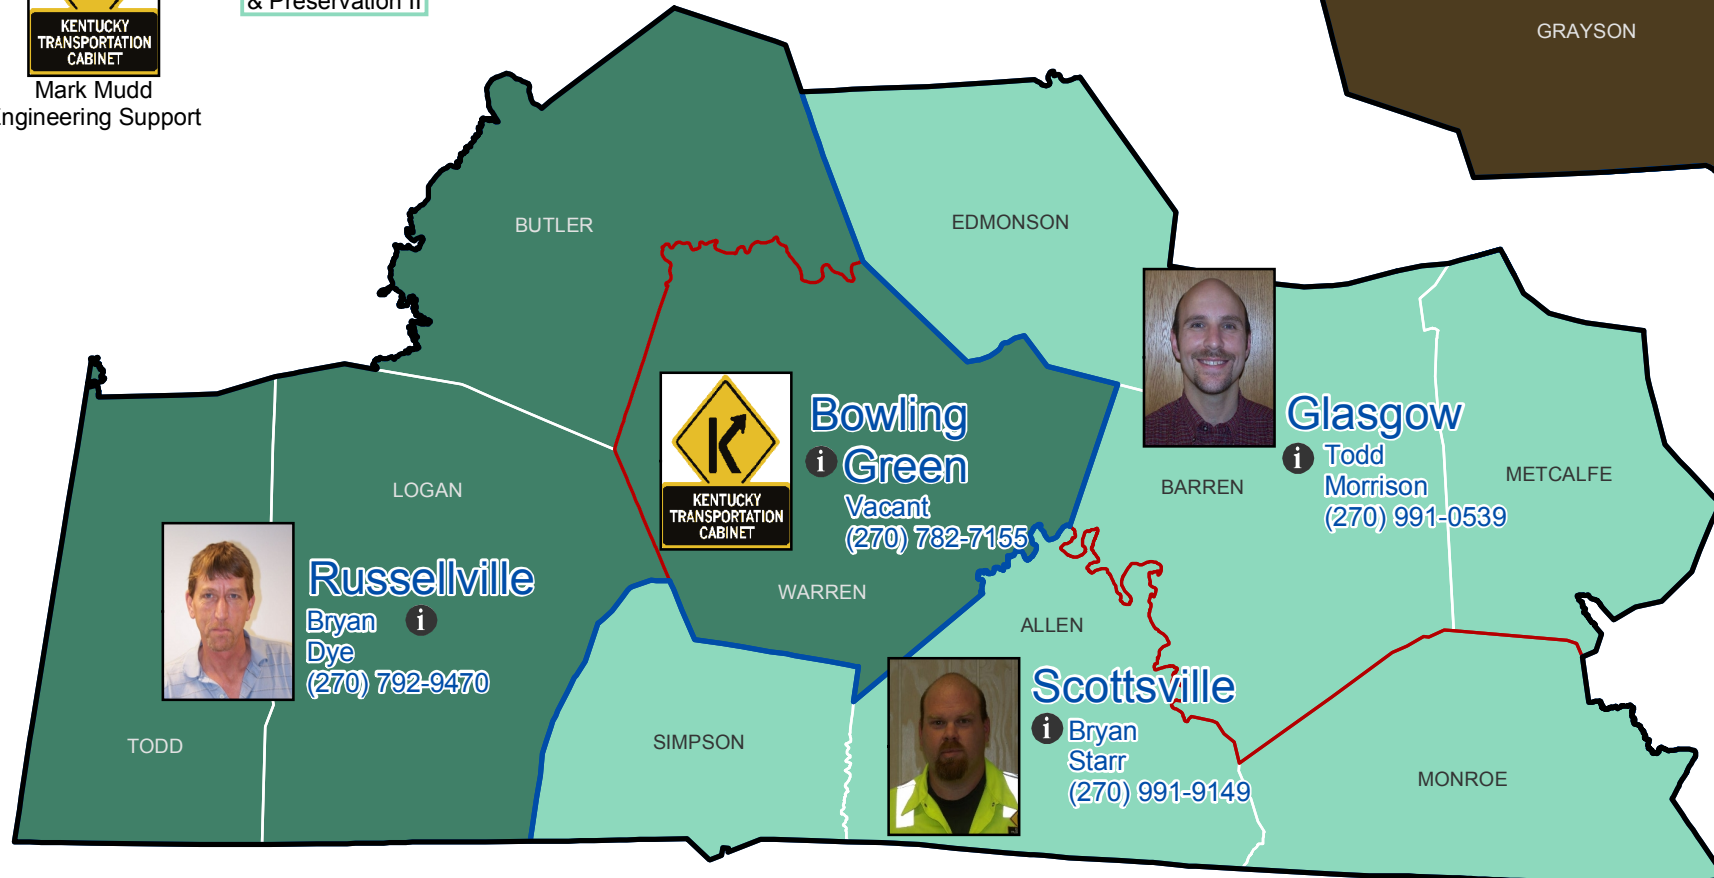 & Preservation II
KENTUCKY
TRANSPORTATION
CABINET
Mark Mudd
Engineering Support
GRAYSON
BUTLER
EDMONSON
KENTUCKY
TRANSPORTATION
CABINET
Bowling
Green
Vacant
(270) 782-7155
Glasgow
Todd
Morrison
(270) 991-0539
LOGAN
BARREN
METCALFE
Russellville
Bryan
Dye
(270) 792-9470
WARREN
ALLEN
Scottsville
Bryan
Starr
(270) 991-9149
TODD
SIMPSON
MONROE